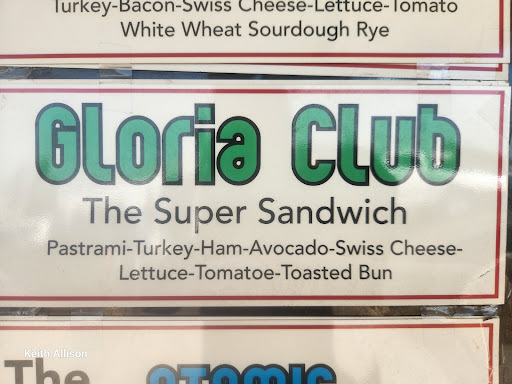 Turkey-Bacon-Swiss Cheese-Lettuce-Tomato
White Wheat Sourdough Rye
Gloria Club
The Super Sandwich
Pastrami-Turkey-Ham-Avocado-Swiss Cheese-
Lettuce-Tomatoe-Toasted Bun
Keith Allison
The ATOMIC